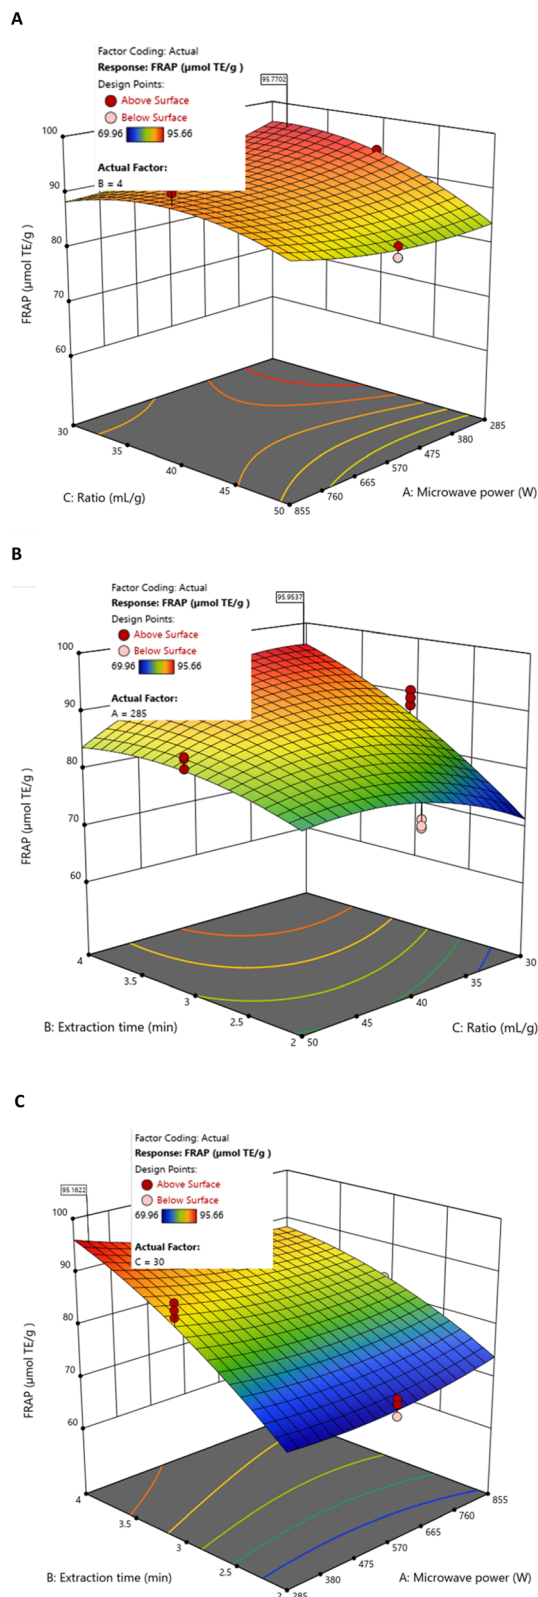 A
Factor Coding: Actual
Response: FRAP (µmol TE/g )
Design Points:
Above Surface
Below Surface
69.96 95.66
Actual Factor:
B = 4
95.7702
100
90
80
70
60
FRAP (µmol TE/g )
30
35
40
45
50
C: Ratio (mL/g)
285
380
475
570
665
760
855
A: Microwave power (W)
B
Factor Coding: Actual
Response: FRAP (µmol TE/g )
Design Points:
Above Surface
Below Surface
69.96 95.66
Actual Factor:
A = 285
95.9537
100
90
80
70
60
FRAP (µmol TE/g )
4
3.5
3
2.5
2
B: Extraction time (min)
30
35
40
45
50
C: Ratio (mL/g)
C
Factor Coding: Actual
Response: FRAP (µmol TE/g )
Design Points:
Above Surface
Below Surface
69.96 95.66
Actual Factor:
C = 30
95.1622
100
90
80
70
60
FRAP (µmol TE/g )
4
3.5
3
2.5
2
B: Extraction time (min)
855
760
665
570
475
380
285
A: Microwave power (W)